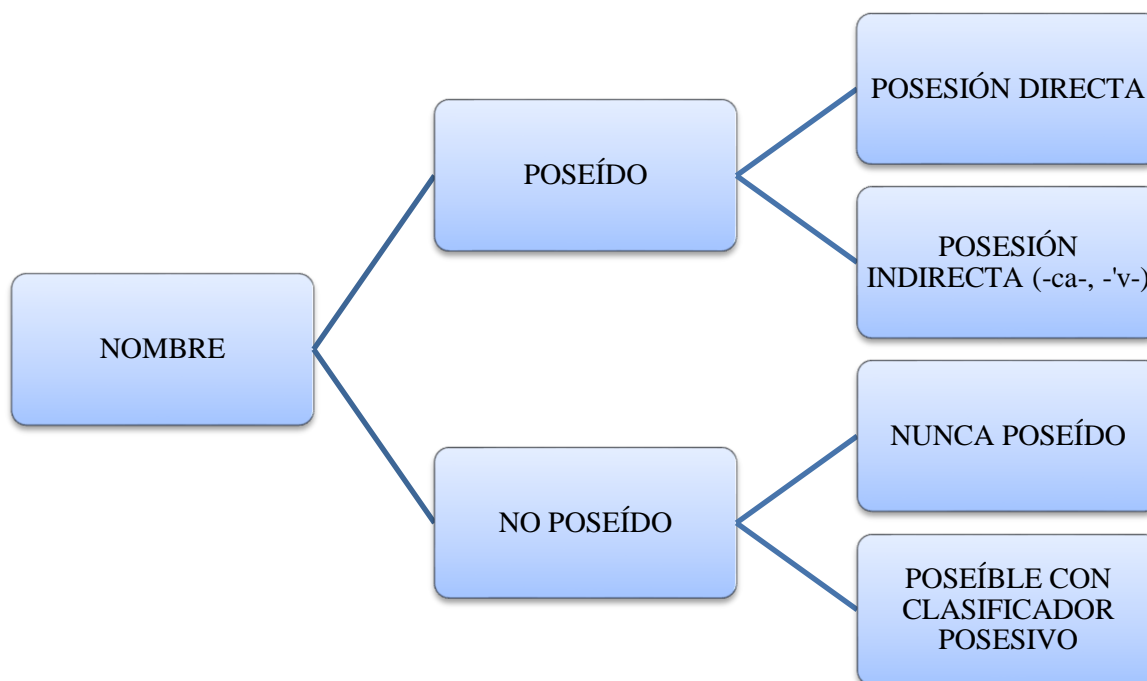 POSESIÓN DIRECTA
POSEÍDO
POSESIÓN
INDIRECTA (-ca-, -'v-)
NOMBRE
NUNCA POSEÍDO
NO POSEÍDO
POSEÍBLE CON
CLASIFICADOR
POSESIVO